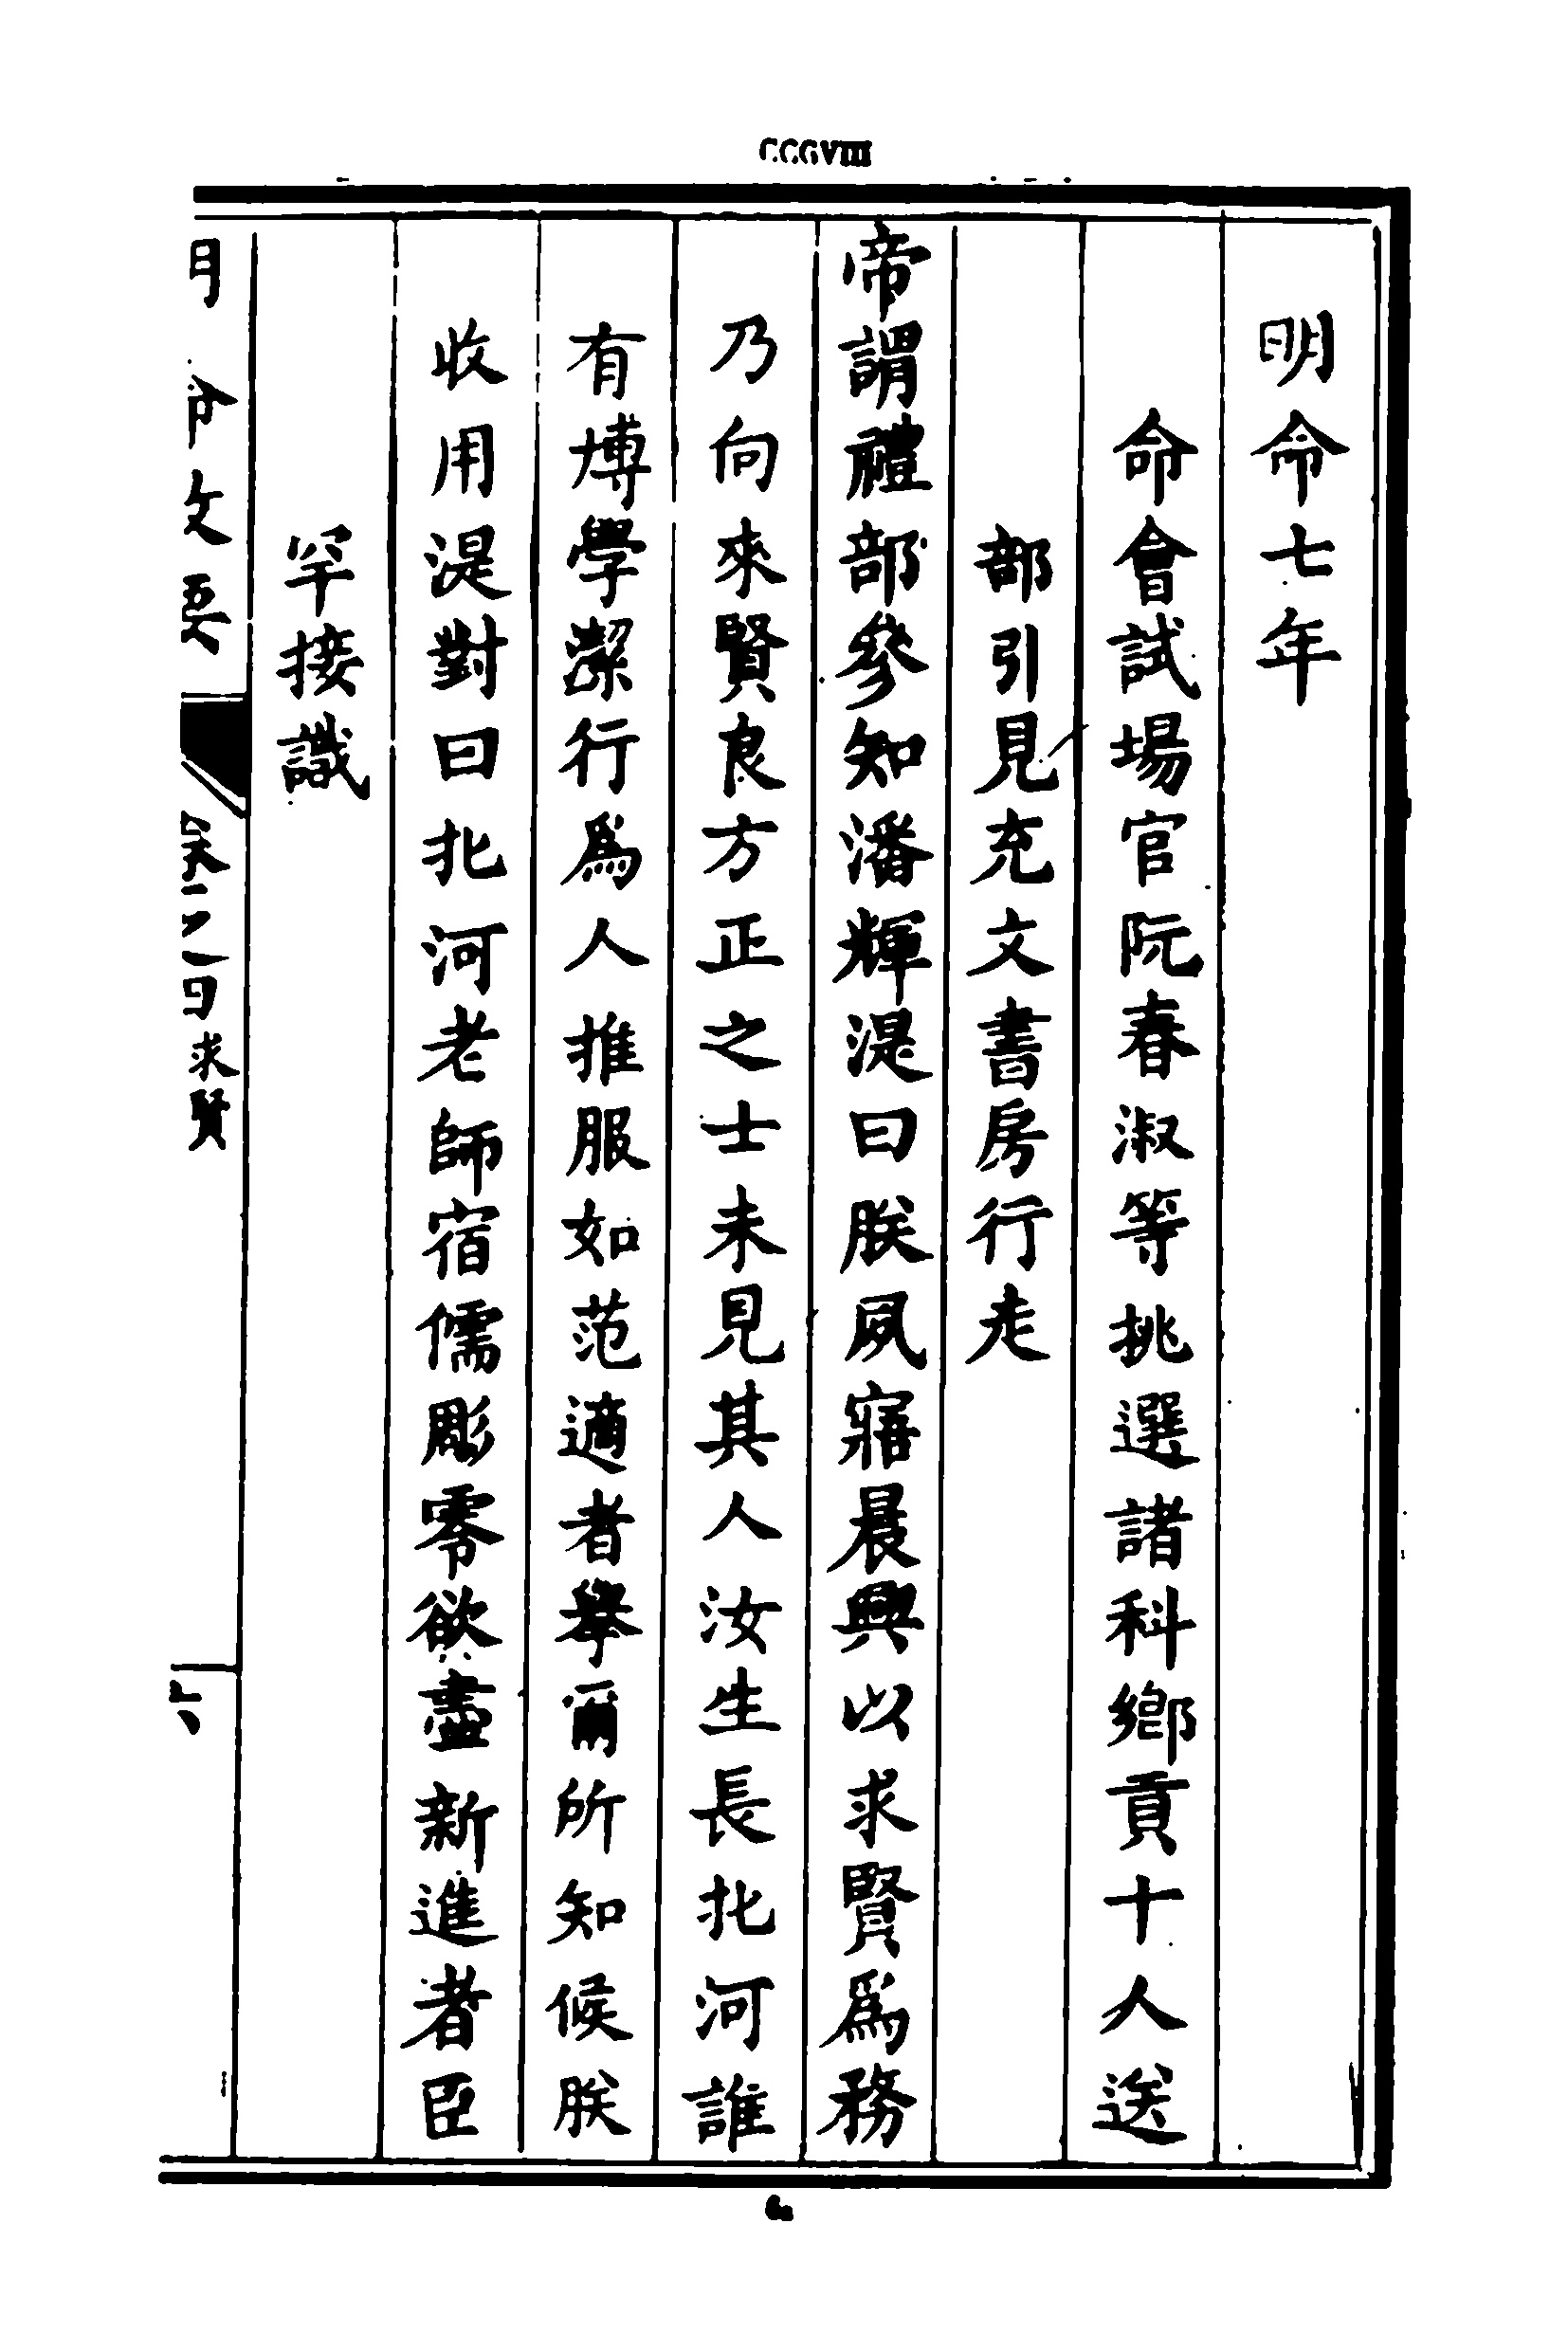 CCCVIII
明命七年
命會試場官阮春淑等挑選諸科鄉貢十人送
部引見充文書房行走
帝謂禮部參知潘輝湜曰朕夙寤晨興以求賢爲務
乃向來賢良方正之士未見其人汝生長北河誰
有博學潔行爲人推服如范適者舉爾所知候朕
收用湜對曰北河老師宿儒彫零欲盡新進者臣
罕接識
明命政要 求賢 六
6a